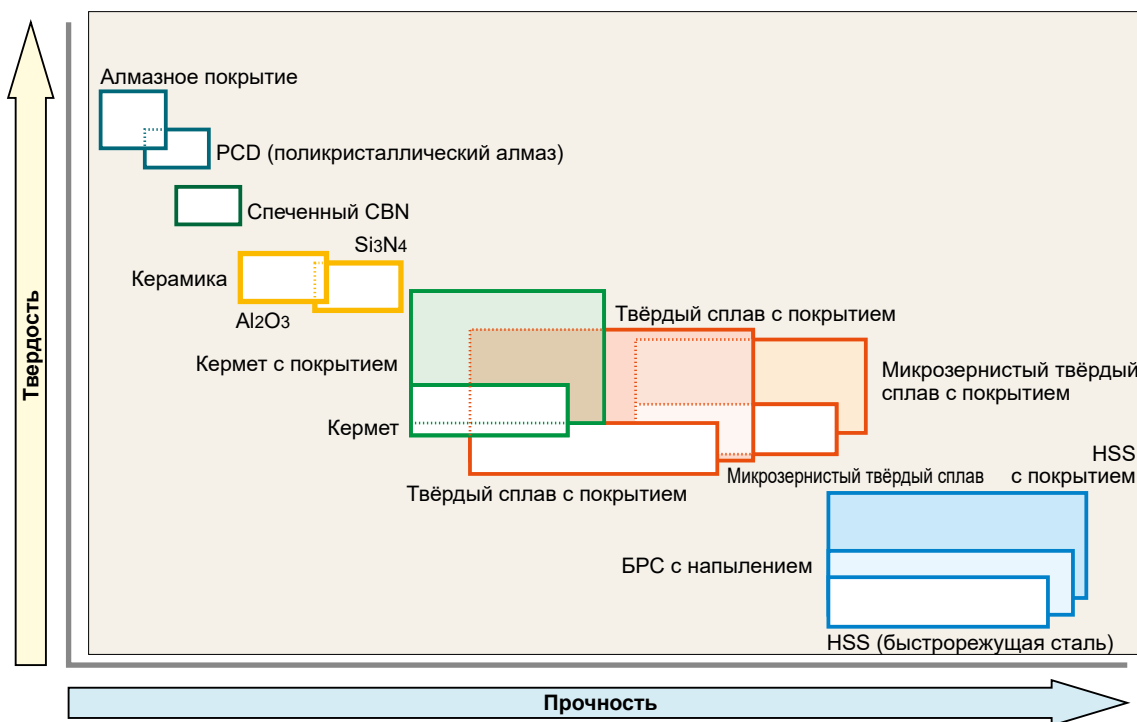 Алмазное покрытие
PCD (поликристаллический алмаз)
Спеченный CBN
Si3N4
Керамика
Al2O3
Твёрдый сплав с покрытием
Кермет с покрытием
Микрозернистый твёрдый
сплав с покрытием
Кермет
HSS
с покрытием
Микрозернистый твёрдый сплав
Твёрдый сплав с покрытием
БРС с напылением
HSS (быстрорежущая сталь)
Твердость
Прочность